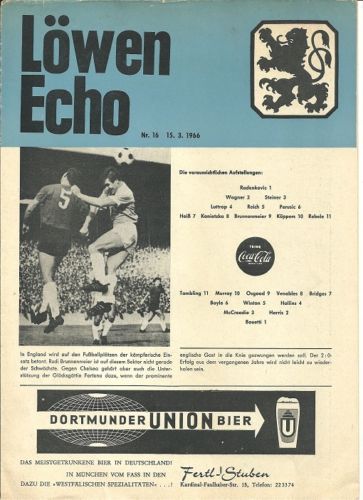 Löwen
Echo
Nr. 16 15. 3. 1966
Die voraussichtlichen Aufstellungen:
Radenkovic 1
Wagner 2 Steiner 3
Luttrop 4 Reich 5 Perusic 6
Heiß 7 Konietzka 8 Brunnenmeier 9 Küppers 10 Rebele 11
TRINK
Coca-Cola
Tambling 11 Murray 10 Osgood 9 Venables 8 Bridges 7
Boyle 6 Winton 5 Hollins 4
McCreadie 3 Harris 2
Bonetti 1
5
In England wird auf den Fußballplätzen der kämpferische Ein-
satz betont. Rudi Brunnenmeier ist auf diesem Sektor nicht gerade
der Schwächste. Gegen Chelsea gehört aber auch die Unter-
stützung der Glücksgöttin Fortuna dazu, wenn der prominente
englische Gast in die Knie gezwungen werden soll. Der 2:0-
Erfolg aus dem vergangenen Jahre wird nicht leicht zu wieder-
holen sein.
DORTMUNDER UNION BIER
U
DAS MEISTGETRUNKENE BIER IN DEUTSCHLAND!
IN MÜNCHEN VOM FASS IN DEN
DAZU DIE «WESTFÄLISCHEN SPEZIALITÄTEN» . . .!
Fertl-Stuben
Kardinal-Faulhaber-Str. 15, Telefon: 223374